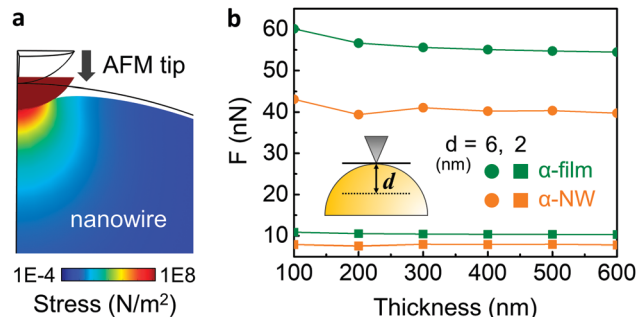 a
AFM tip
nanowire
1E-4 1E8
Stress (N/m²)
b
F (nN)
60
50
40
30
20
10
d = 6, 2
(nm)
α-film
α-NW
d
100 200 300 400 500 600
Thickness (nm)